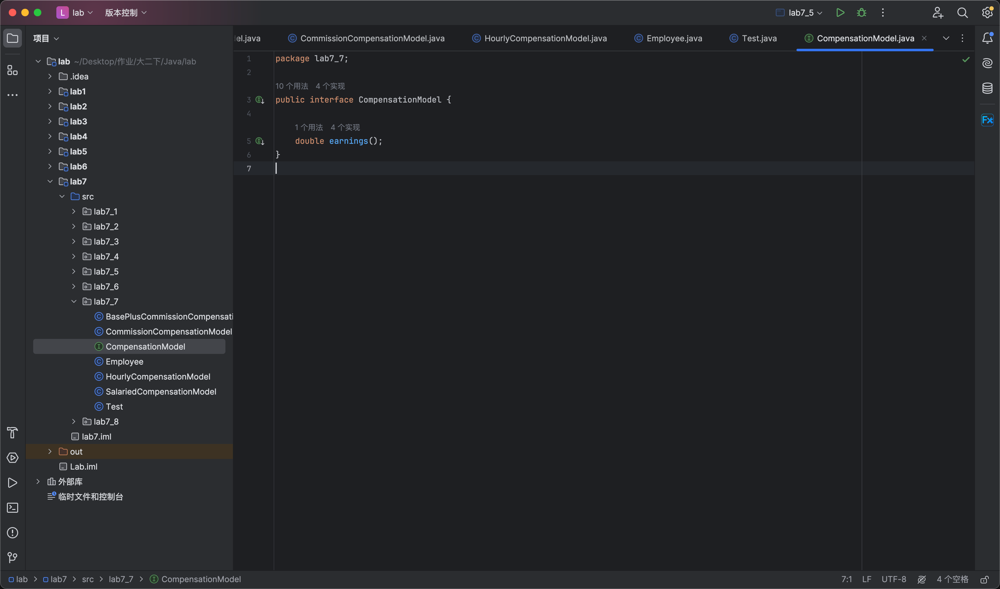 L lab 版本控制 lab7_5
项目
el.java CommissionCompensationModel.java HourlyCompensationModel.java Employee.java Test.java CompensationModel.java
lab ~/Desktop/作业/大二下/Java/lab
.idea
lab1
lab2
lab3
lab4
lab5
lab6
lab7
src
lab7_1
lab7_2
lab7_3
lab7_4
lab7_5
lab7_6
lab7_7
BasePlusCommissionCompensati
CommissionCompensationModel
CompensationModel
Employee
HourlyCompensationModel
SalariedCompensationModel
Test
lab7_8
lab7.iml
out
Lab.iml
外部库
临时文件和控制台
1 package lab7_7;
2
10 个用法 4 个实现
3 public interface CompensationModel {
4
1 个用法 4 个实现
5 double earnings();
6 }
7
Fx
lab > lab7 > src > lab7_7 > CompensationModel
7:1 LF UTF-8 4 个空格